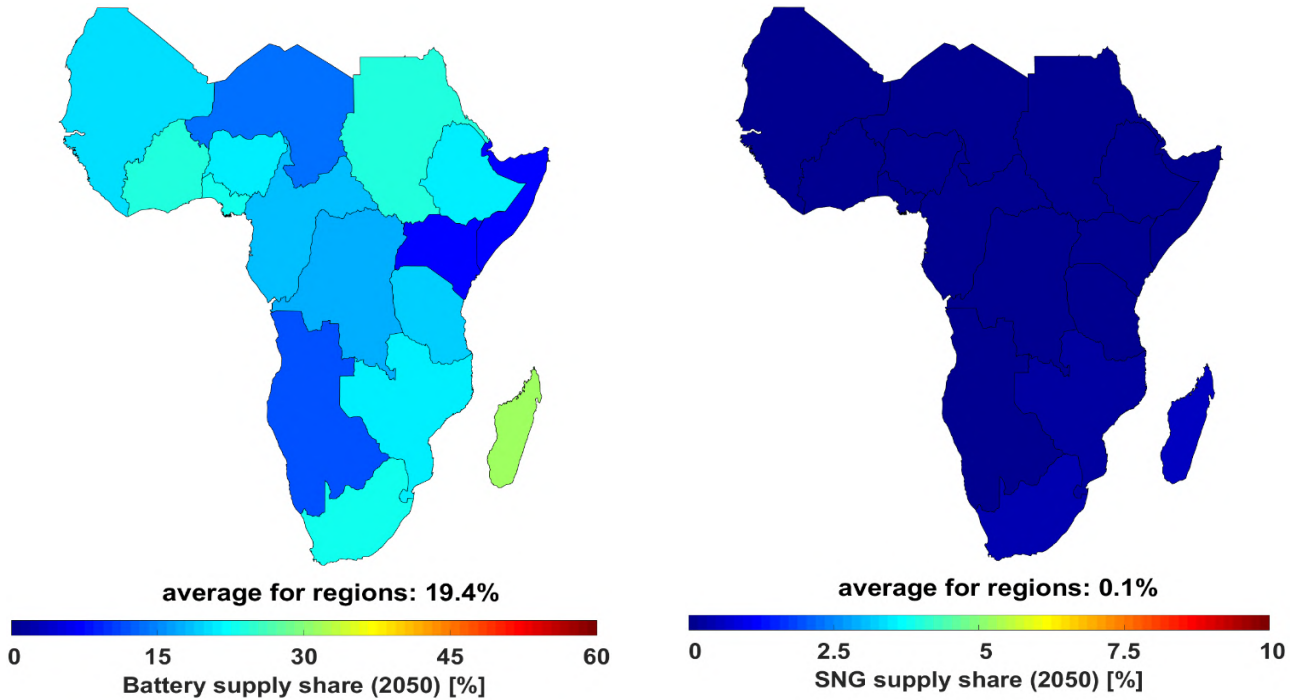 average for regions: 19.4%
0 15 30 45 60
Battery supply share (2050) [%]
average for regions: 0.1%
0 2.5 5 7.5 10
SNG supply share (2050) [%]